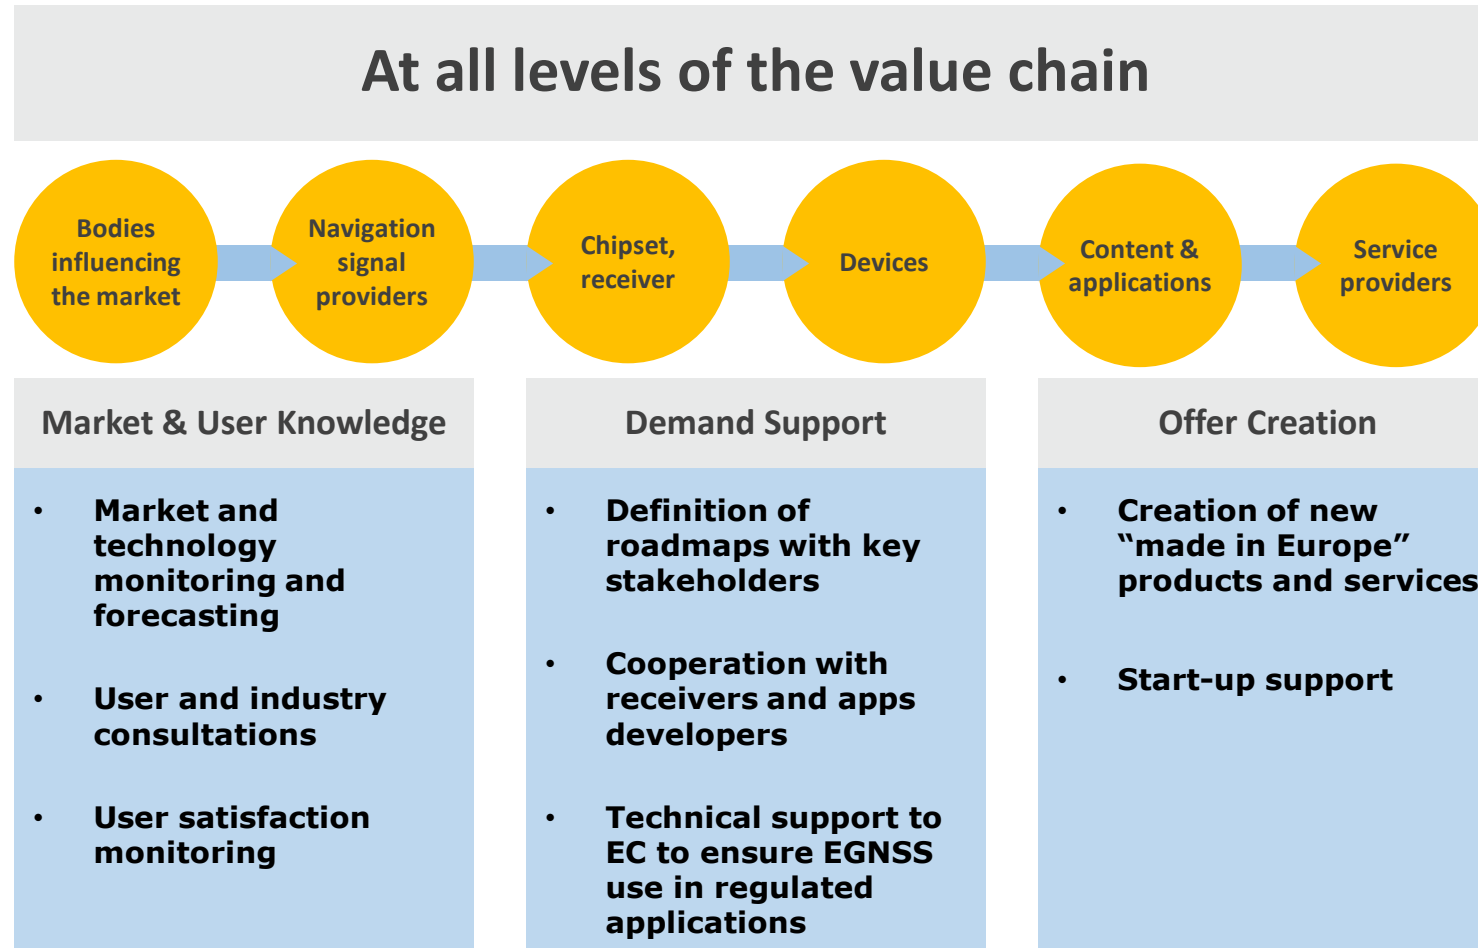 At all levels of the value chain
Bodies
influencing
the market
Navigation
signal
providers
Chipset,
receiver
Devices
Content &
applications
Service
providers
Market & User Knowledge
• Market and
technology
monitoring and
forecasting
• User and industry
consultations
• User satisfaction
monitoring
Demand Support
• Definition of
roadmaps with key
stakeholders
• Cooperation with
receivers and apps
developers
• Technical support to
EC to ensure EGNSS
use in regulated
applications
Offer Creation
• Creation of new
“made in Europe”
products and services
• Start-up support